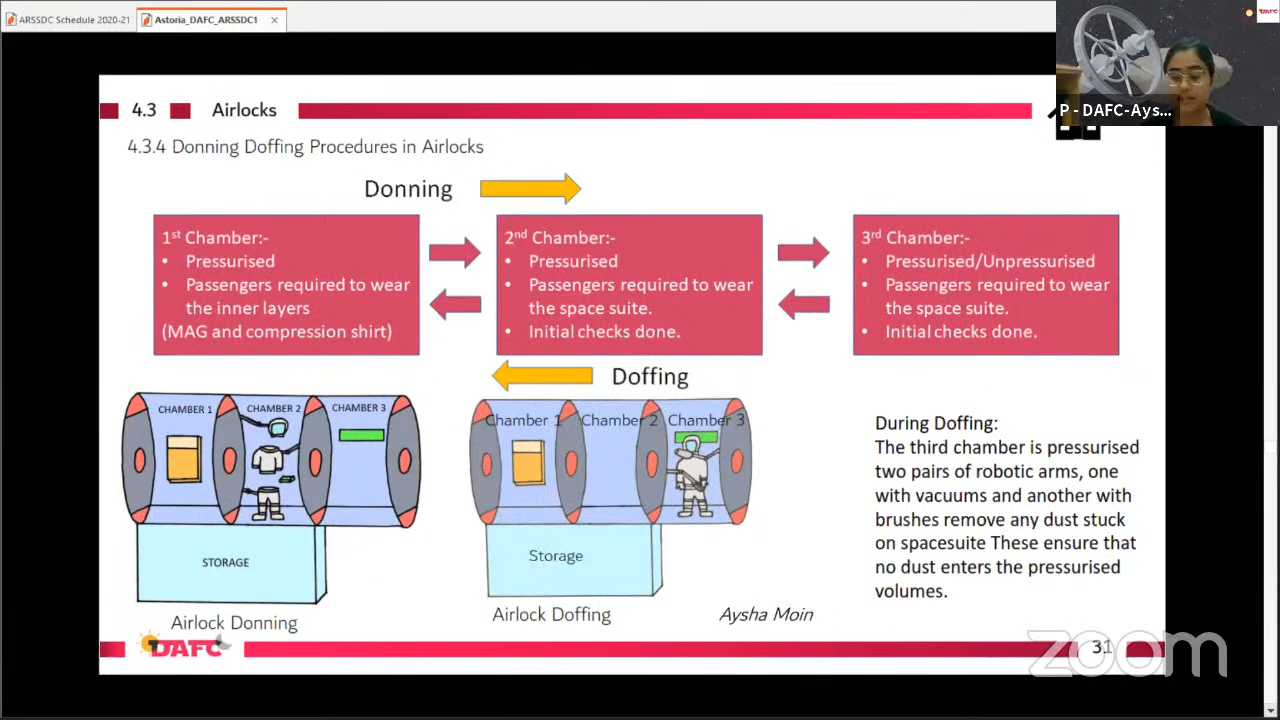 ARSSDC Schedule 2020-21
Astoria_DAFC_ARSSDC1
P - DAFC-Ays...
4.3 Airlocks
4.3.4 Donning Doffing Procedures in Airlocks
Donning
1st Chamber:-
• Pressurised
• Passengers required to wear
the inner layers
(MAG and compression shirt)
2nd Chamber:-
• Pressurised
• Passengers required to wear
the space suite.
• Initial checks done.
3rd Chamber:-
• Pressurised/Unpressurised
• Passengers required to wear
the space suite.
• Initial checks done.
Doffing
CHAMBER 1
CHAMBER 2
CHAMBER 3
STORAGE
Airlock Donning
Chamber 1
Chamber 2
Chamber 3
Storage
Airlock Doffing
During Doffing:
The third chamber is pressurised
two pairs of robotic arms, one
with vacuums and another with
brushes remove any dust stuck
on spacesuite These ensure that
no dust enters the pressurised
volumes.
Aysha Moin
DAFC
31
zoom